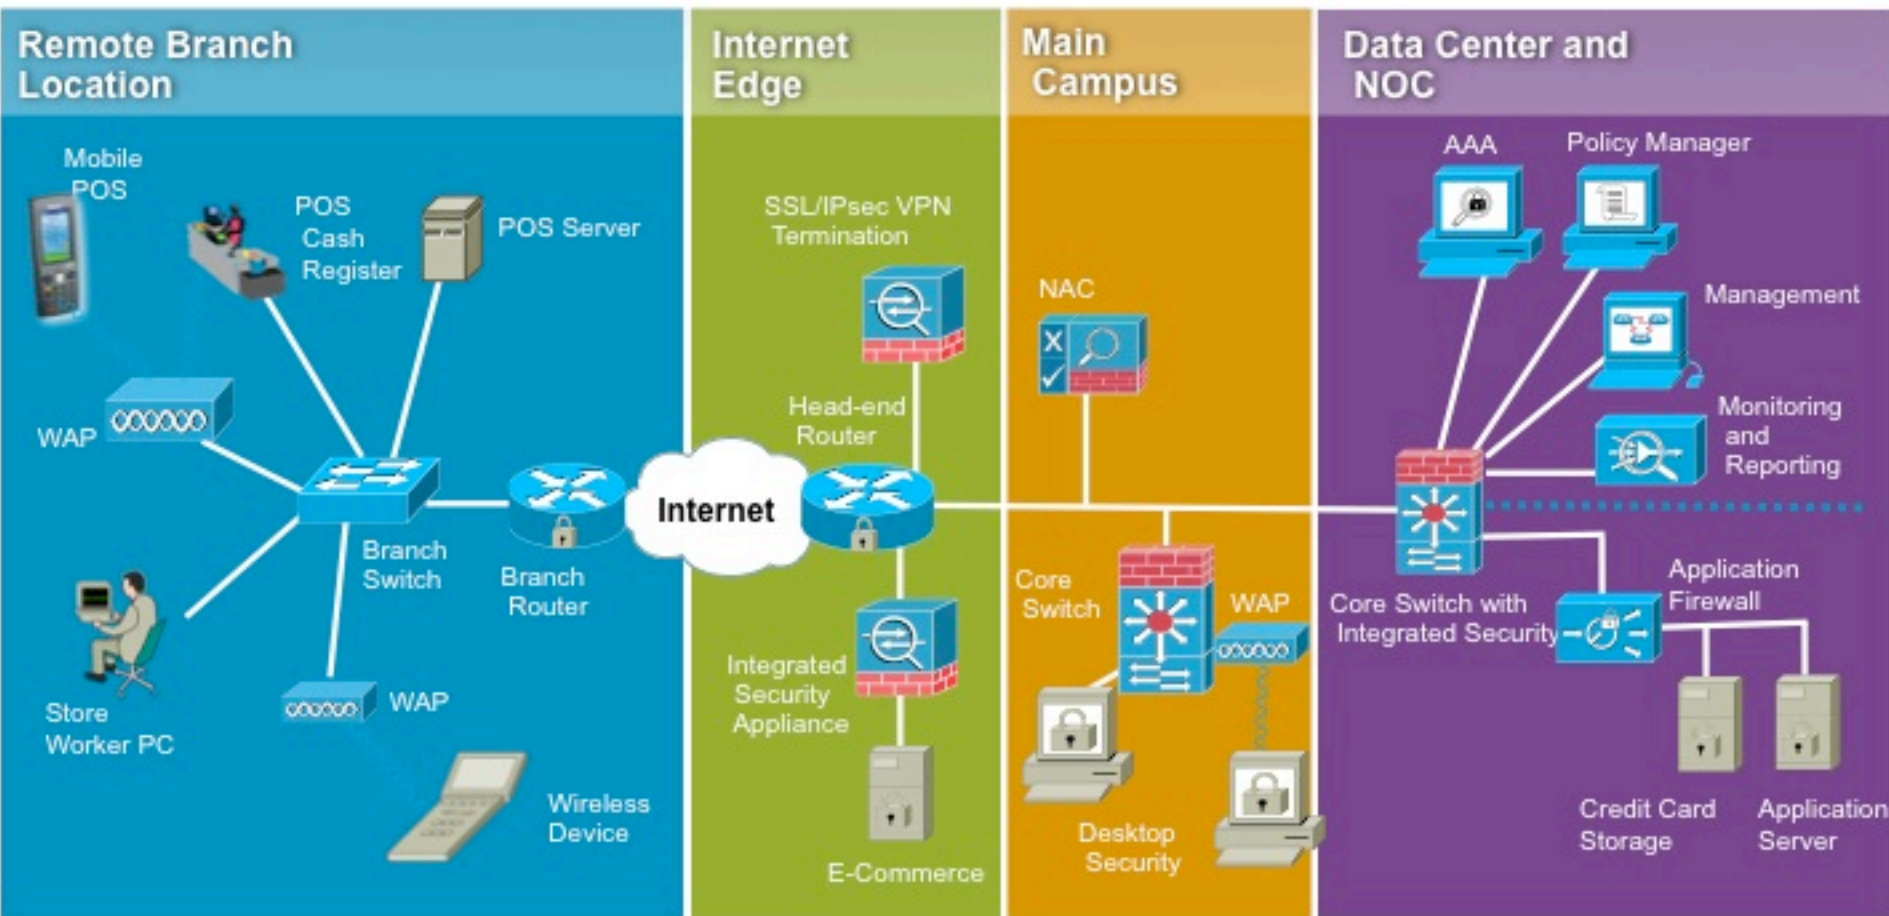 Remote Branch
Location
Mobile
POS
POS
Cash
Register
POS Server
WAP
Branch
Switch
Branch
Router
Store
Worker PC
WAP
Wireless
Device
Internet
Internet
Edge
SSL/IPsec VPN
Termination
Head-end
Router
Integrated
Security
Appliance
E-Commerce
Main
Campus
NAC
Core
Switch
WAP
Desktop
Security
Data Center and
NOC
AAA
Policy Manager
Management
Monitoring
and
Reporting
Core Switch with
Integrated Security
Application
Firewall
Credit Card
Storage
Application
Server